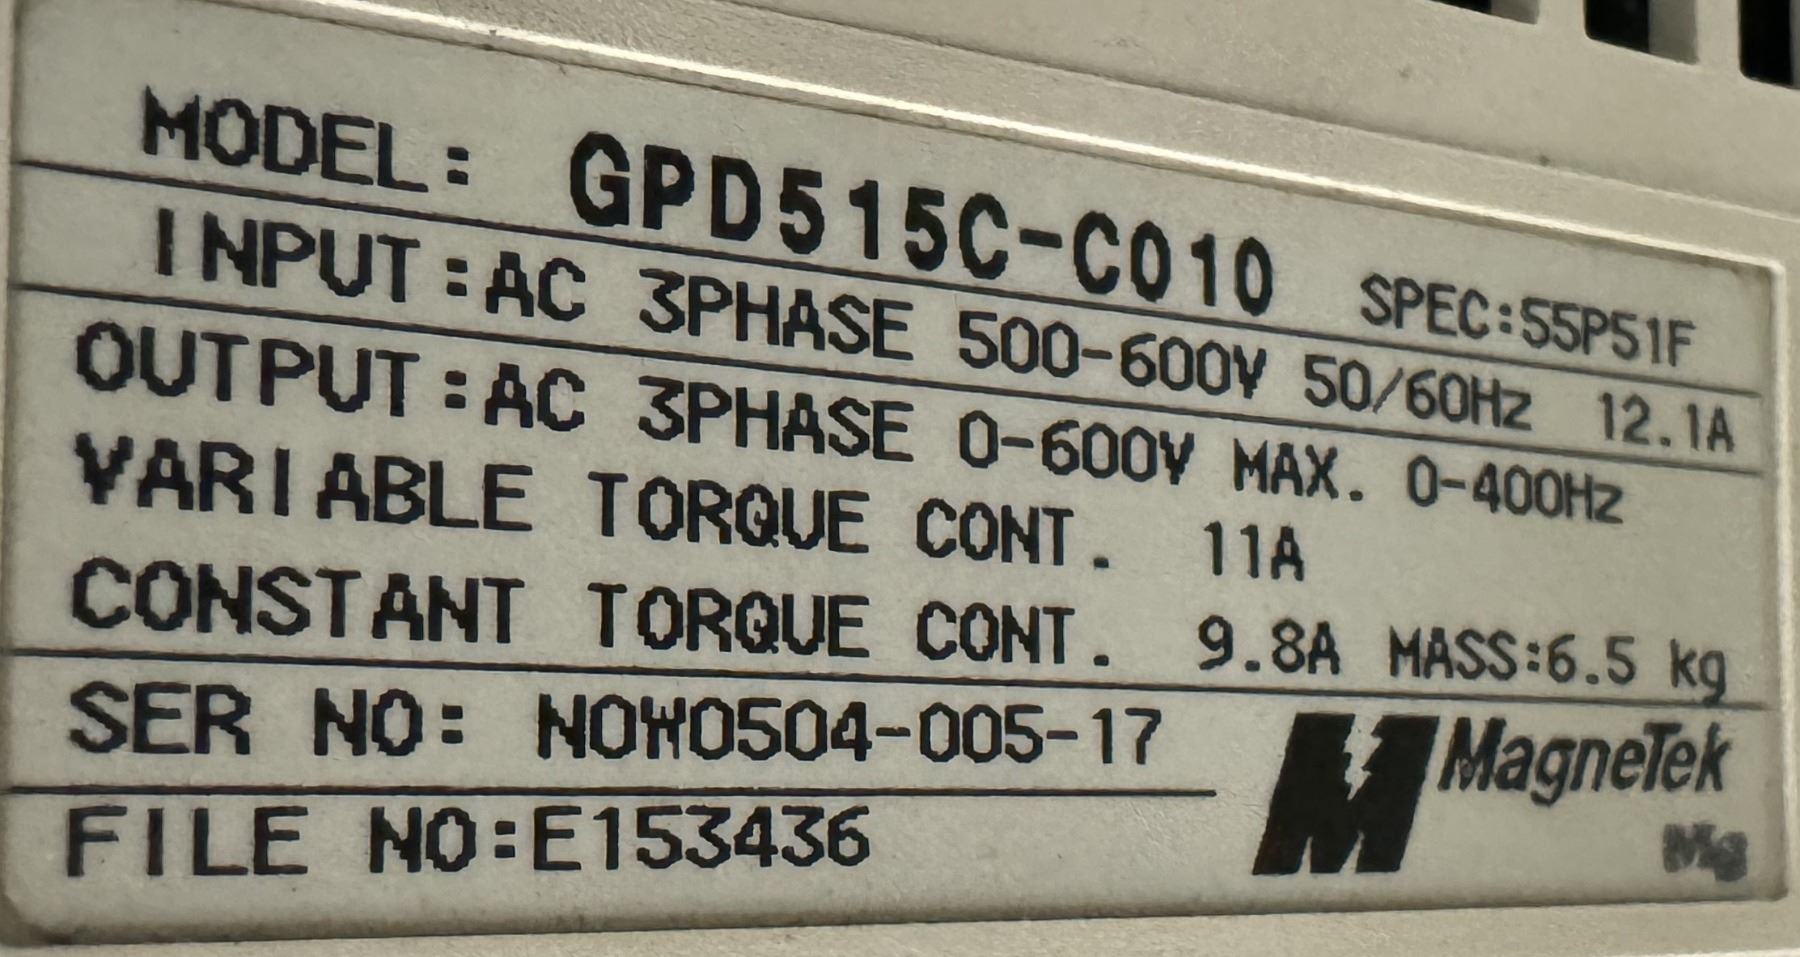 MODEL: GPD515C-C010 SPEC:55P51F
INPUT:AC 3PHASE 500-600V 50/60Hz 12.1A
OUTPUT:AC 3PHASE 0-600V MAX. 0-400Hz
VARIABLE TORQUE CONT. 11A
CONSTANT TORQUE CONT. 9.8A MASS:6.5 kg
SER NO: NOW0504-005-17
FILE NO:E153436
MagneTek